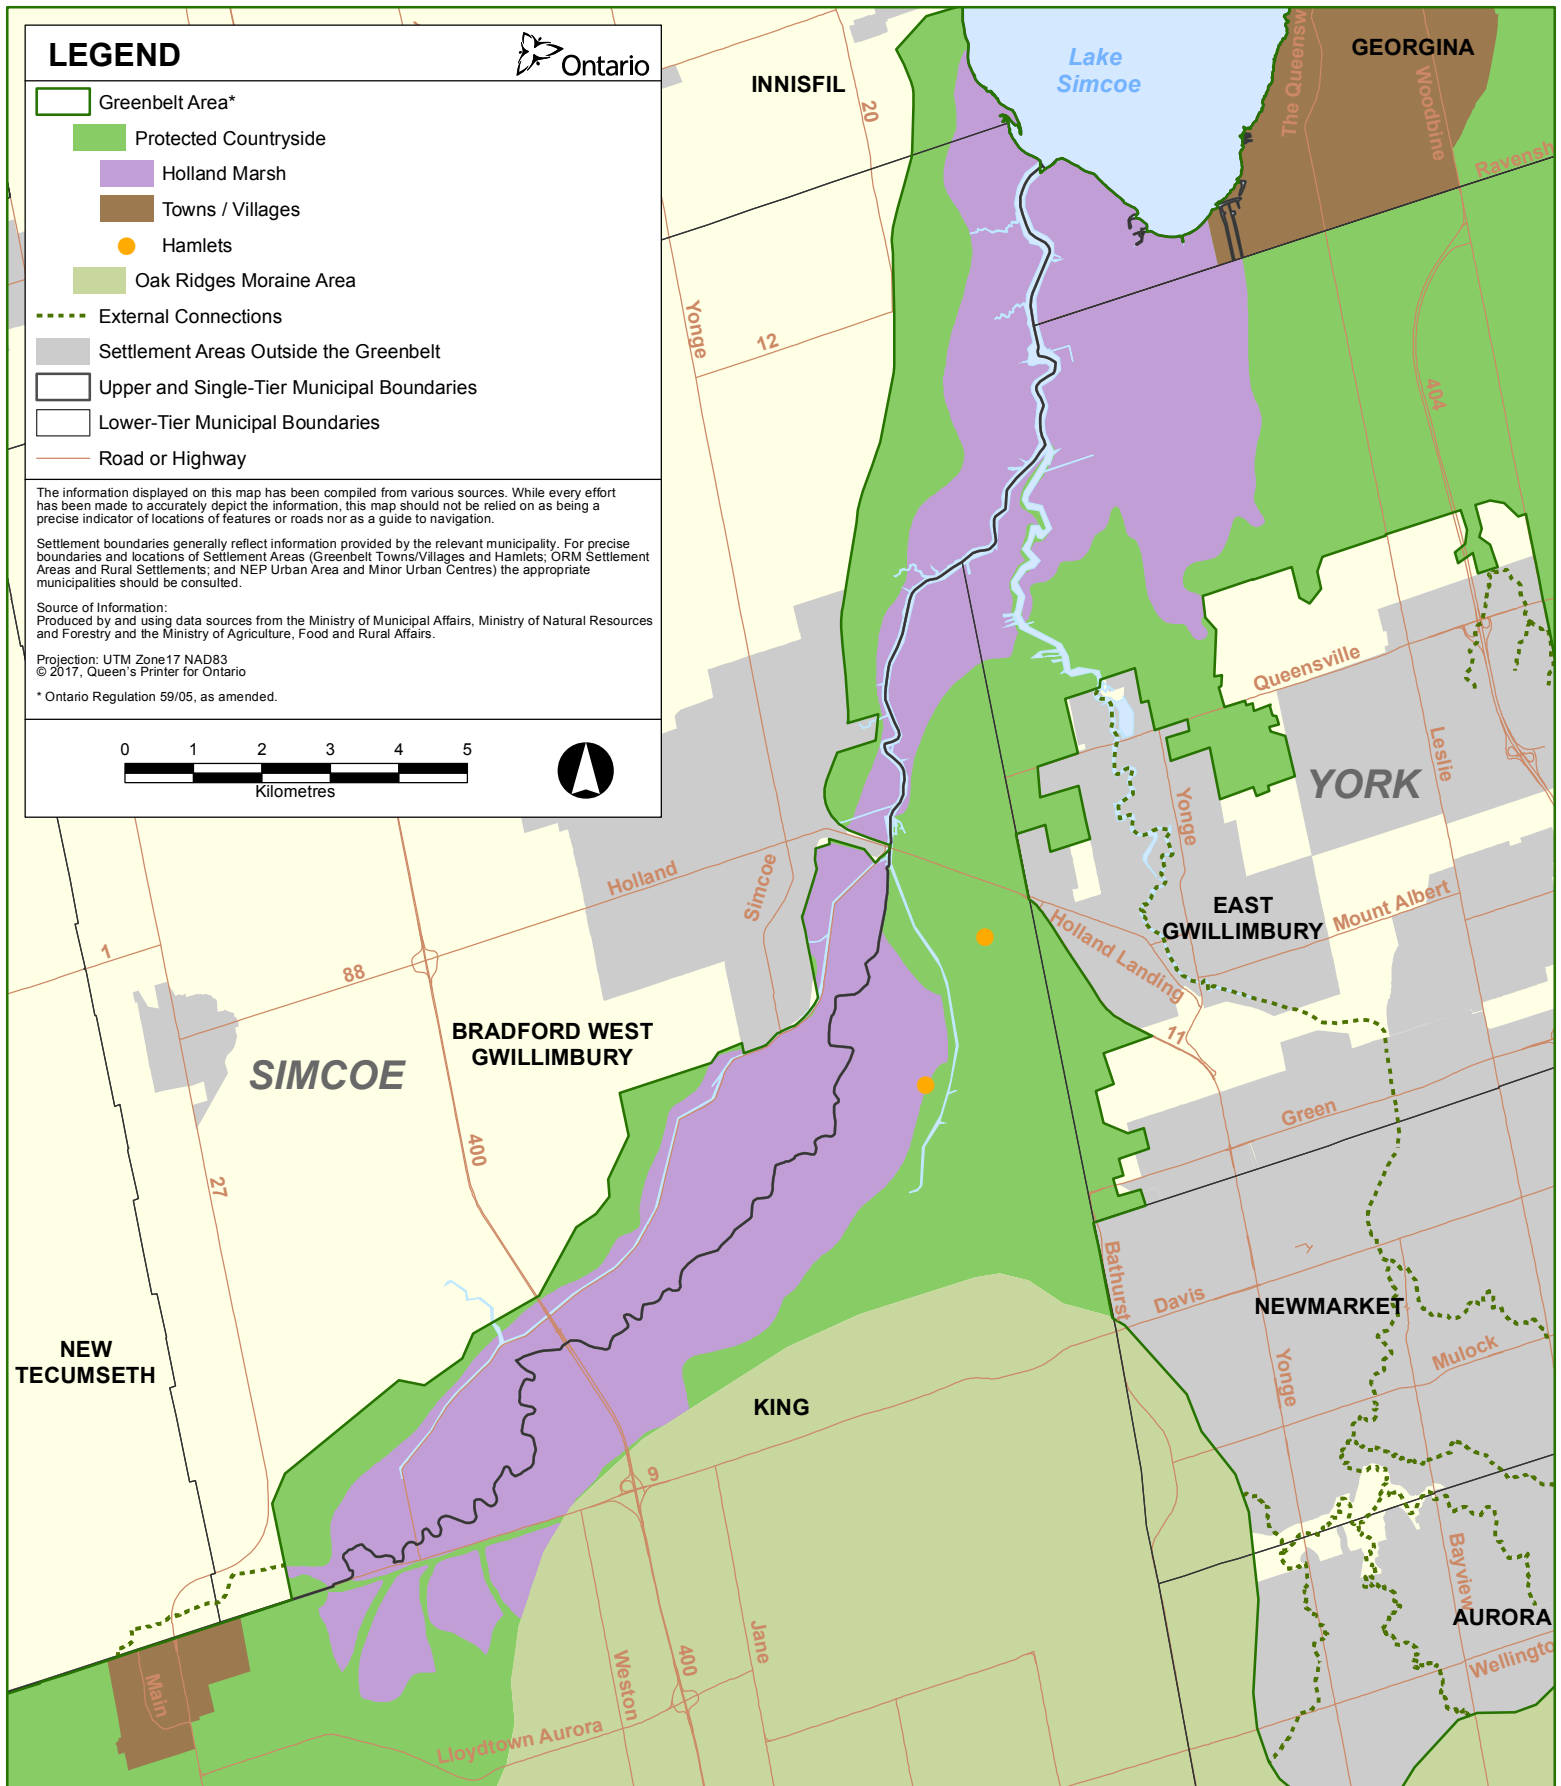 LEGEND
Ontario
Greenbelt Area*
Protected Countryside
Holland Marsh
Towns / Villages
Hamlets
Oak Ridges Moraine Area
External Connections
Settlement Areas Outside the Greenbelt
Upper and Single-Tier Municipal Boundaries
Lower-Tier Municipal Boundaries
Road or Highway
The information displayed on this map has been compiled from various sources. While every effort
has been made to accurately depict the information, this map should not be relied on as being a
precise indicator of locations of features or roads nor as a guide to navigation.
Settlement boundaries generally reflect information provided by the relevant municipality. For precise
boundaries and locations of Settlement Areas (Greenbelt Towns/Villages and Hamlets; ORM Settlement
Areas and Rural Settlements; and NEP Urban Area and Minor Urban Centres) the appropriate
municipalities should be consulted.
Source of Information:
Produced by and using data sources from the Ministry of Municipal Affairs, Ministry of Natural Resources
and Forestry and the Ministry of Agriculture, Food and Rural Affairs.
Projection: UTM Zone17 NAD83
© 2017, Queen's Printer for Ontario
* Ontario Regulation 59/05, as amended.
0 1 2 3 4 5
Kilometres
INNISFIL
20
Lake
Simcoe
GEORGINA
The Queensw
Woodbine
Ravensh
Yonge
12
404
Queensville
Leslie
YORK
Yonge
Holland
Simcoe
EAST
GWILLIMBURY
Mount Albert
Holland Landing
1
88
11
BRADFORD WEST
GWILLIMBURY
SIMCOE
Green
400
27
Bathurst
Davis
NEWMARKET
NEW
TECUMSETH
Mulock
Yonge
KING
9
Bayview
AURORA
Wellingto
Jane
400
Weston
Main
Lloydtown Aurora